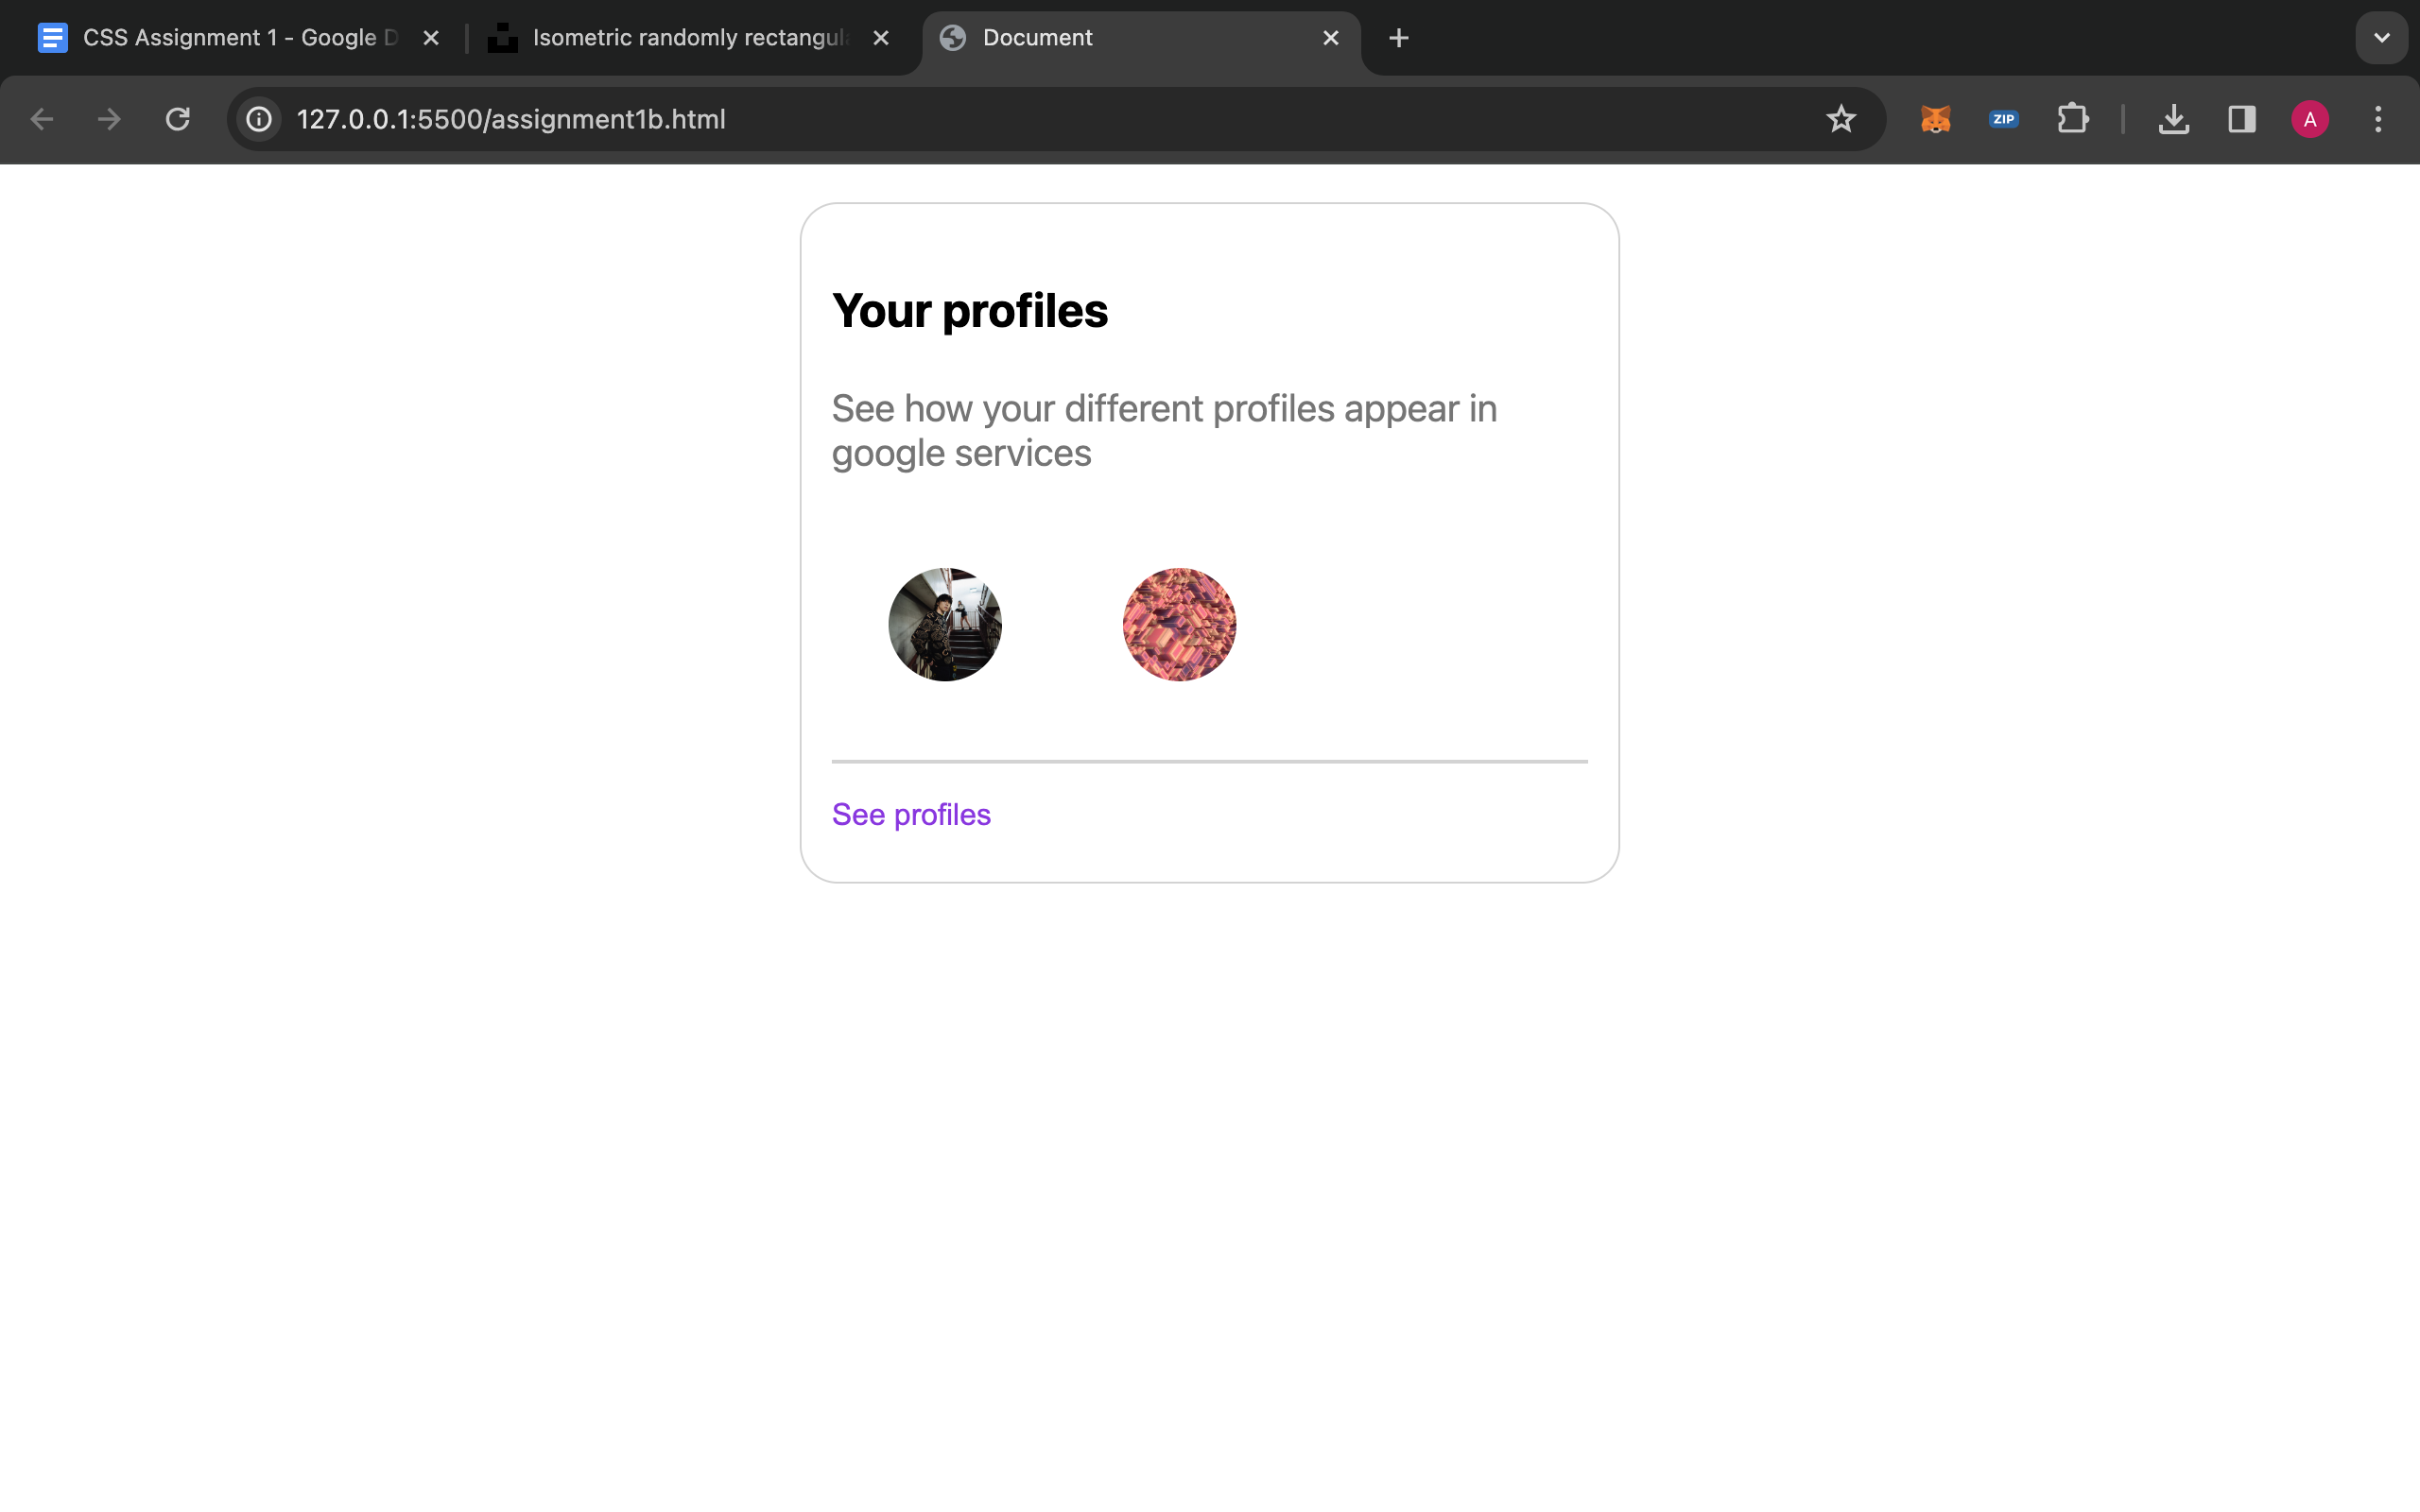 CSS Assignment 1 - Google D
Isometric randomly rectangul
Document
127.0.0.1:5500/assignment1b.html
ZIP
A
Your profiles
See how your different profiles appear in
google services
See profiles